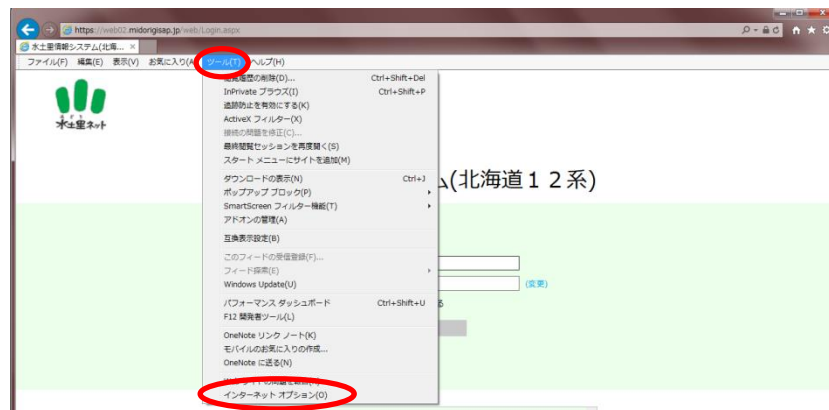 https://web02.midorigisap.jp/web/Login.aspx
水土里情報システム(北海...
ファイル(F) 編集(E) 表示(V) お気に入り(A ツール(T) ヘルプ(H)
閲覧履歴の削除(D)... Ctrl+Shift+Del
InPrivate ブラウズ(I) Ctrl+Shift+P
追跡防止を有効にする(K)
ActiveX フィルター(X)
接続の問題を修正(C)...
最終閲覧セッションを再度開く(S)
スタート メニューにサイトを追加(M)
水土里ネット
ダウンロードの表示(N) Ctrl+J
ポップアップ ブロック(P)
SmartScreen フィルター機能(T)
アドオンの管理(A)
ム(北海道12系)
互換表示設定(B)
このフィードの受信登録(F)...
フィード探索(E)
Windows Update(U)
(変更)
パフォーマンス ダッシュボード Ctrl+Shift+U
る
F12 開発者ツール(L)
OneNote リンク ノート(K)
モバイルのお気に入りの作成...
OneNote に送る(N)
インターネット オプション(O)